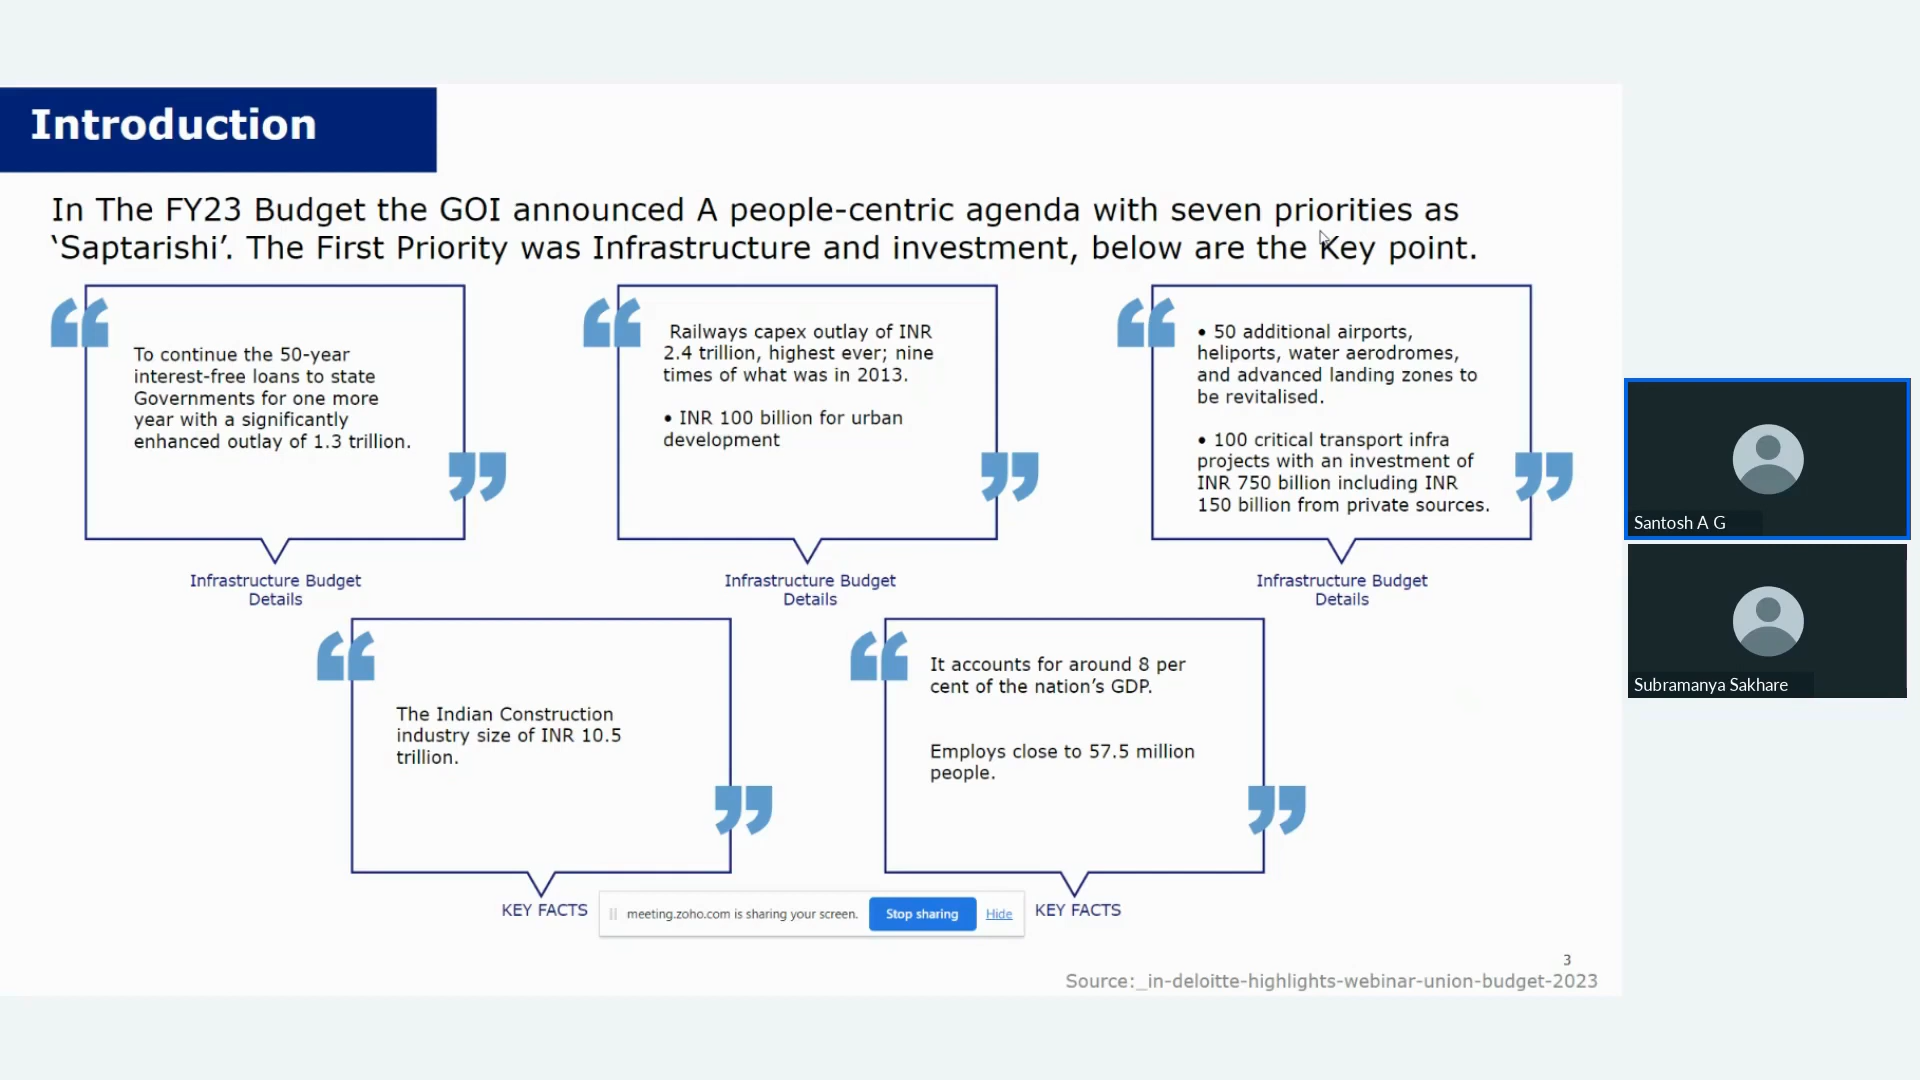 Introduction
In The FY23 Budget the GOI announced A people-centric agenda with seven priorities as
‘Saptarishi’. The First Priority was Infrastructure and investment, below are the Key point.
To continue the 50-year
interest-free loans to state
Governments for one more
year with a significantly
enhanced outlay of 1.3 trillion.
Infrastructure Budget
Details
Railways capex outlay of INR
2.4 trillion, highest ever; nine
times of what was in 2013.
• INR 100 billion for urban
development
Infrastructure Budget
Details
• 50 additional airports,
heliports, water aerodromes,
and advanced landing zones to
be revitalised.
• 100 critical transport infra
projects with an investment of
INR 750 billion including INR
150 billion from private sources.
Infrastructure Budget
Details
The Indian Construction
industry size of INR 10.5
trillion.
KEY FACTS
It accounts for around 8 per
cent of the nation’s GDP.
Employs close to 57.5 million
people.
KEY FACTS
meeting.zoho.com is sharing your screen.
Stop sharing
Hide
3
Source:_in-deloitte-highlights-webinar-union-budget-2023
Santosh A G
Subramanya Sakhare